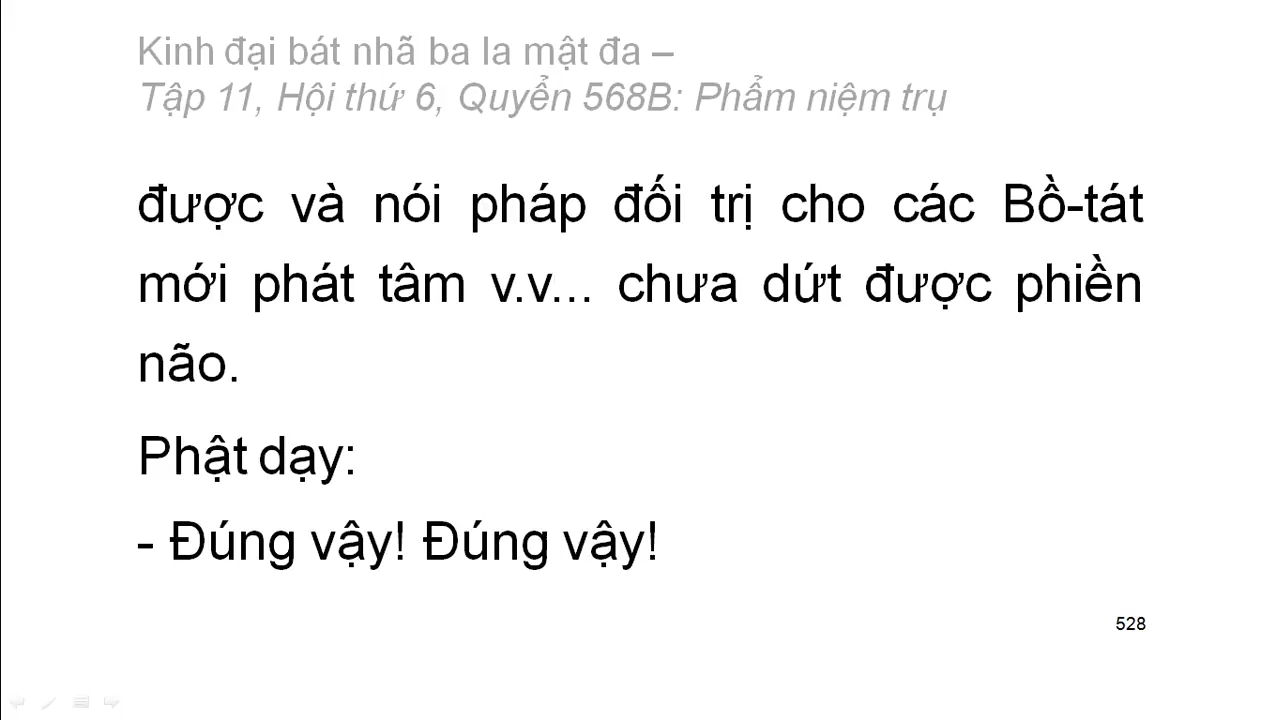 Kinh đại bát nhã ba la mật đa –
Tập 11, Hội thứ 6, Quyển 568B: Phẩm niệm trụ
được và nói pháp đối trị cho các Bồ-tát
mới phát tâm v.v... chưa dứt được phiền
não.
Phật dạy:
- Đúng vậy! Đúng vậy!
528